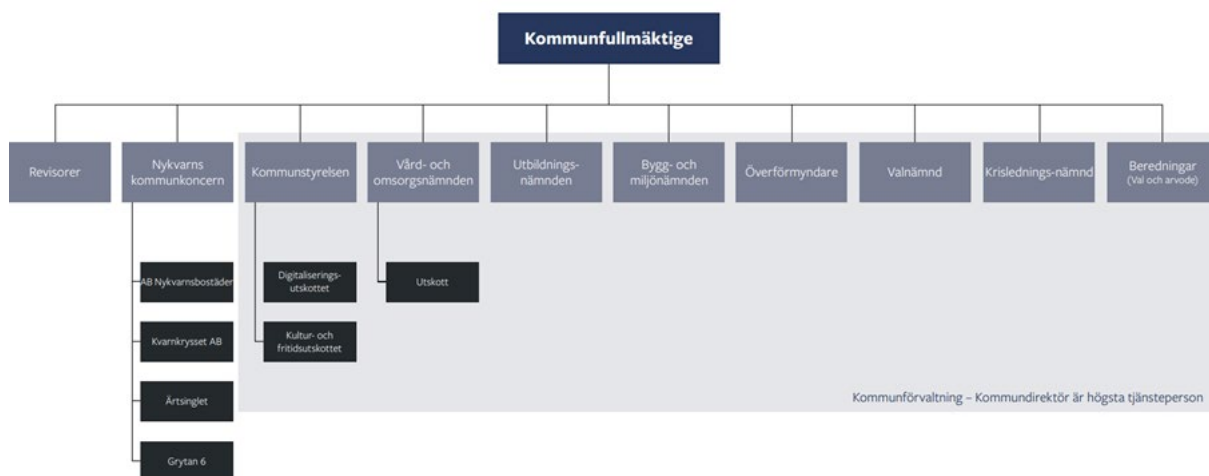 Kommunfullmäktige
Revisorer
Nykvarns
kommunkoncern
Kommunstyrelsen
Vård- och
omsorgsnämnden
Utbildnings-
nämnden
Bygg- och
miljönämnden
Överförmyndare
Valnämnd
Krislednings-nämnd
Beredningar
(Val och arvode)
AB Nykvarnsbostäder
Digitaliserings-
utskottet
Utskott
Kvarnkrysset AB
Kultur- och
fritidsutskottet
Ärtsinglet
Kommunförvaltning – Kommundirektör är högsta tjänsteperson
Grytan 6